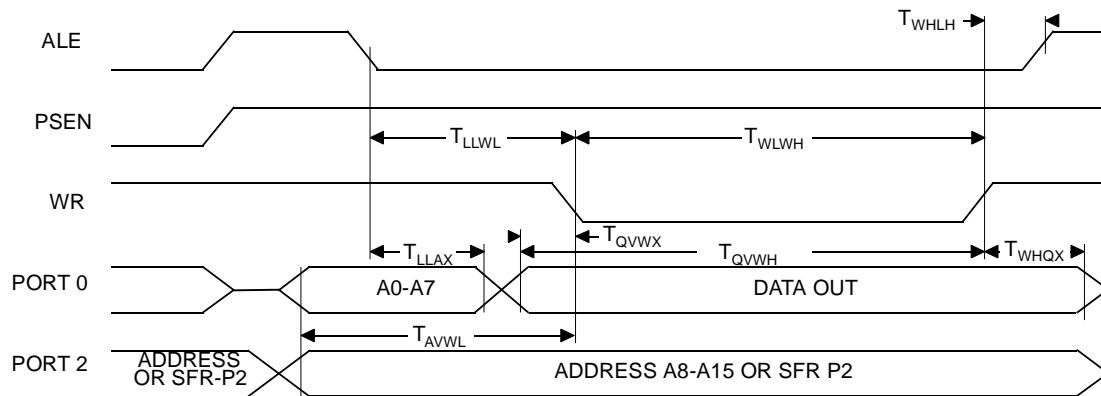 T_WHLH
ALE
PSEN
T_LLWL
T_WLWH
WR
T_QVWX
T_LLAX
T_QVWH
T_WHQX
PORT 0
A0-A7
DATA OUT
T_AVWL
PORT 2
ADDRESS
OR SFR-P2
ADDRESS A8-A15 OR SFR P2